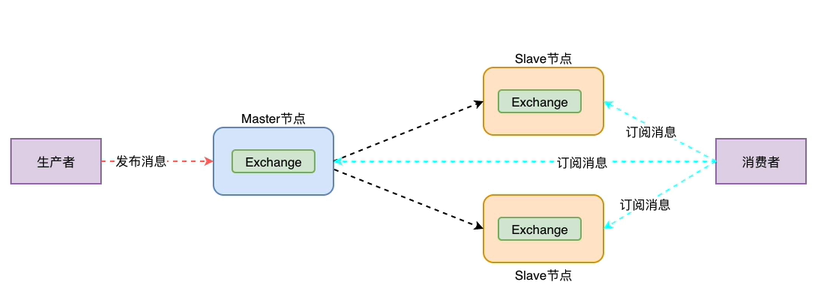 Slave节点
Exchange
Master节点
订阅消息
生产者
发布消息
Exchange
订阅消息
消费者
订阅消息
Exchange
Slave节点